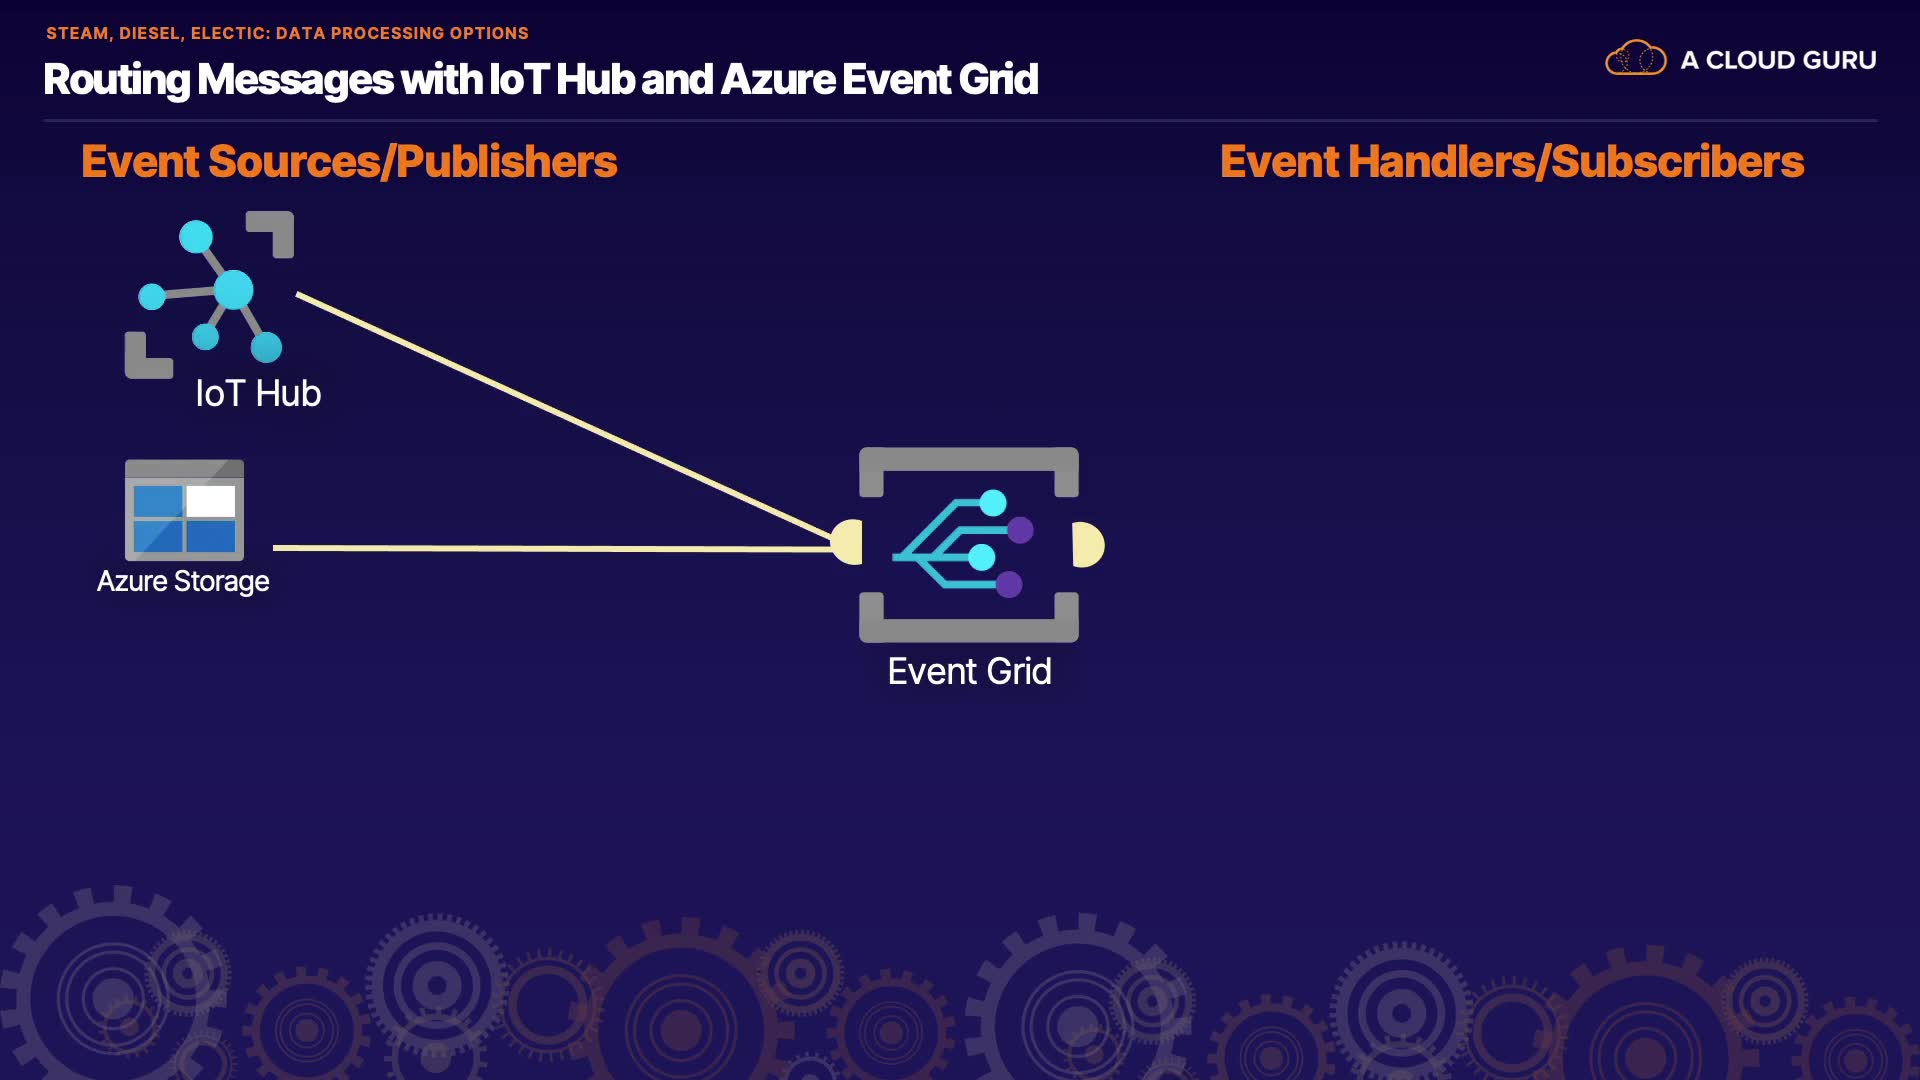 STEAM, DIESEL, ELECTIC: DATA PROCESSING OPTIONS
Routing Messages with IoT Hub and Azure Event Grid
A CLOUD GURU
Event Sources/Publishers
Event Handlers/Subscribers
IoT Hub
Azure Storage
Event Grid